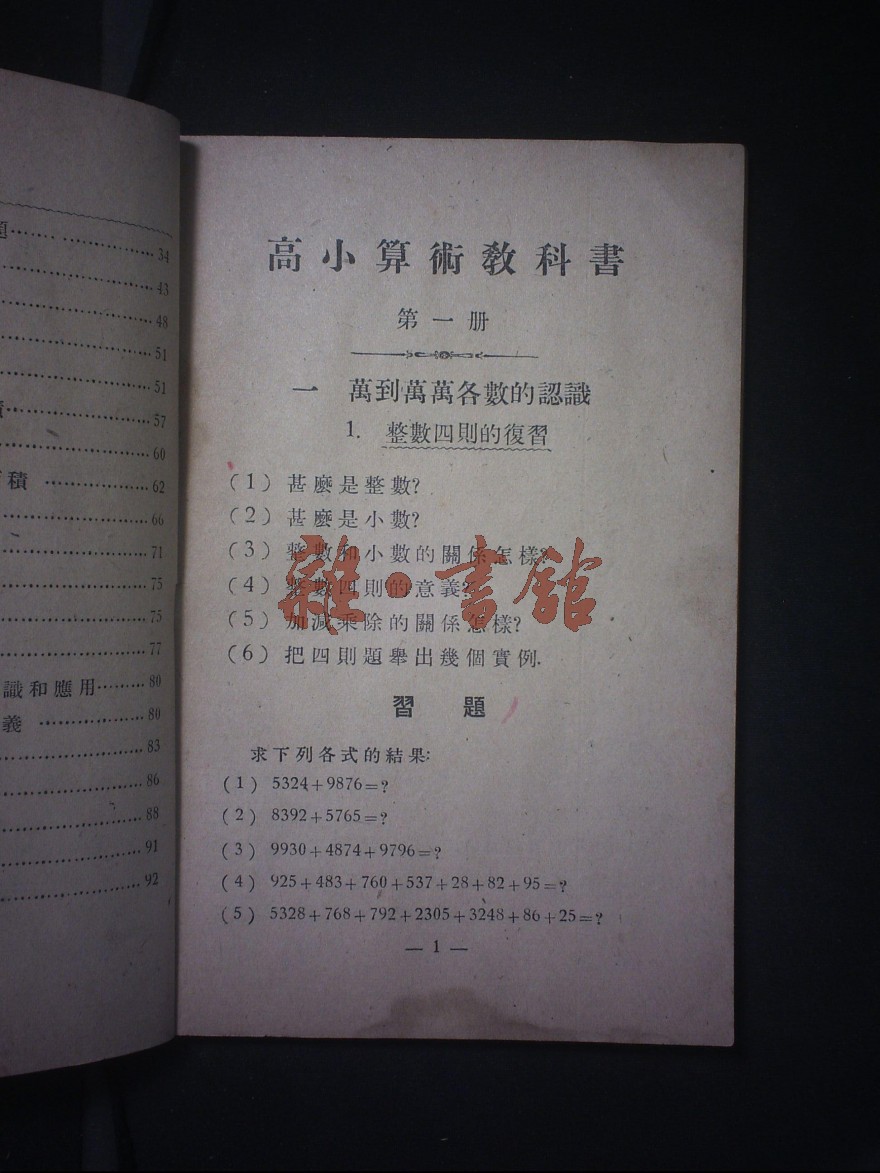 34
43
48
51
51
57
60
積 62
66
71
75
75
77
識和應用 80
義 80
83
86
88
91
92
高小算術教科書
第一册
一 萬到萬萬各數的認識
1. 整數四則的復習
(1) 甚麽是整數?
(2) 甚麽是小數?
(3) 整數和小數的關係怎樣?
(4) 整數四則的意義?
(5) 加減乘除的關係怎樣?
(6) 把四則題舉出幾個實例.
雜·書館
習 題
求下列各式的結果:
(1) 5324+9876=?
(2) 8392+5765=?
(3) 9930+4874+9796=?
(4) 925+483+760+537+28+82+95=?
(5) 5328+768+792+2305+3248+86+25=?
— 1 —